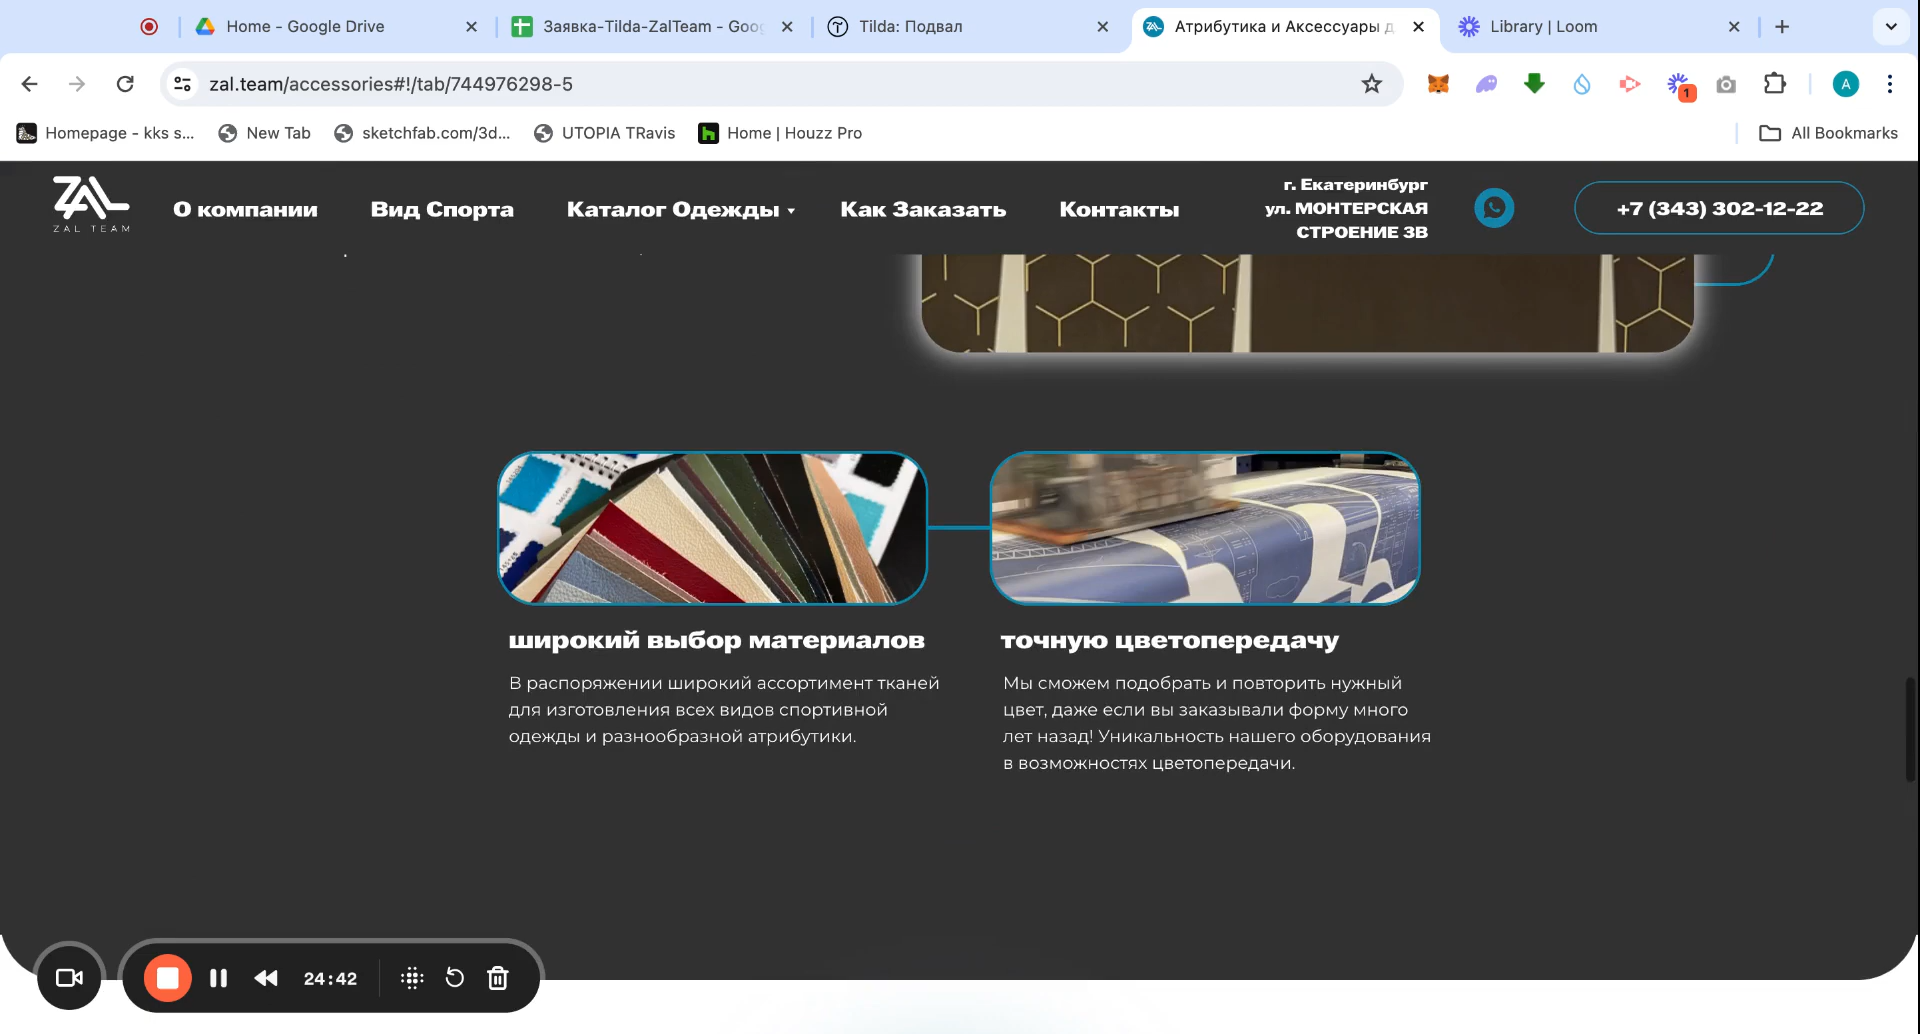 Home - Google Drive
Заявка-Tilda-ZalTeam - Goo
Tilda: Подвал
Атрибутика и Аксессуары д
Library | Loom
zal.team/accessories#!/tab/744976298-5
1
A
Homepage - kks s...
New Tab
sketchfab.com/3d...
UTOPIA TRavis
Home | Houzz Pro
All Bookmarks
ZAL
ZAL TEAM
О компании
Вид Спорта
Каталог Одежды
Как Заказать
Контакты
г. Екатеринбург
ул. МОНТЕРСКАЯ
СТРОЕНИЕ 3В
+7 (343) 302-12-22
широкий выбор материалов
В распоряжении широкий ассортимент тканей
для изготовления всех видов спортивной
одежды и разнообразной атрибутики.
точную цветопередачу
Мы сможем подобрать и повторить нужный
цвет, даже если вы заказывали форму много
лет назад! Уникальность нашего оборудования
в возможностях цветопередачи.
24:42